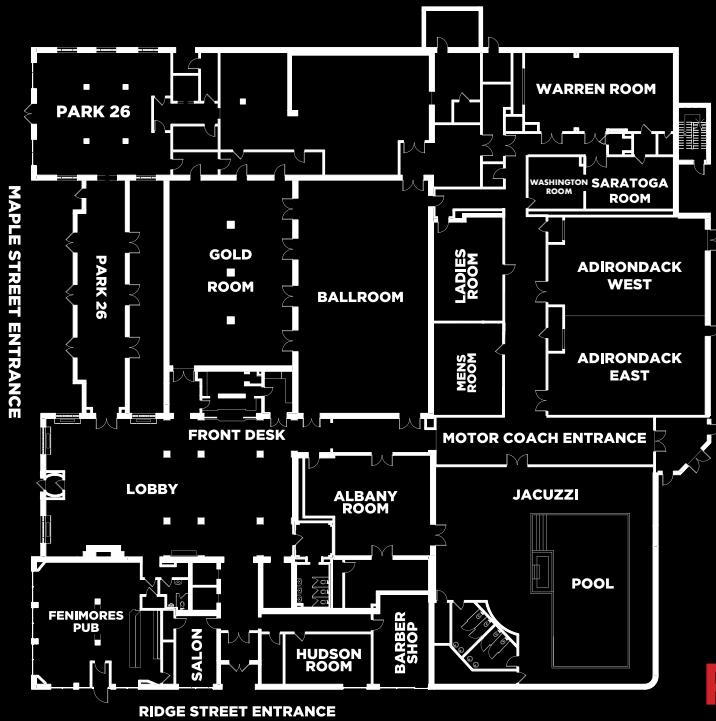 WARREN ROOM
PARK 26
WASHINGTON
ROOM
SARATOGA
ROOM
MAPLE STREET ENTRANCE
PARK 26
GOLD
ROOM
BALLROOM
LADIES
ROOM
ADIRONDACK
WEST
MENS
ROOM
ADIRONDACK
EAST
FRONT DESK
MOTOR COACH ENTRANCE
LOBBY
ALBANY
ROOM
JACUZZI
POOL
FENIMORES
PUB
SALON
HUDSON
ROOM
BARBER
SHOP
RIDGE STREET ENTRANCE